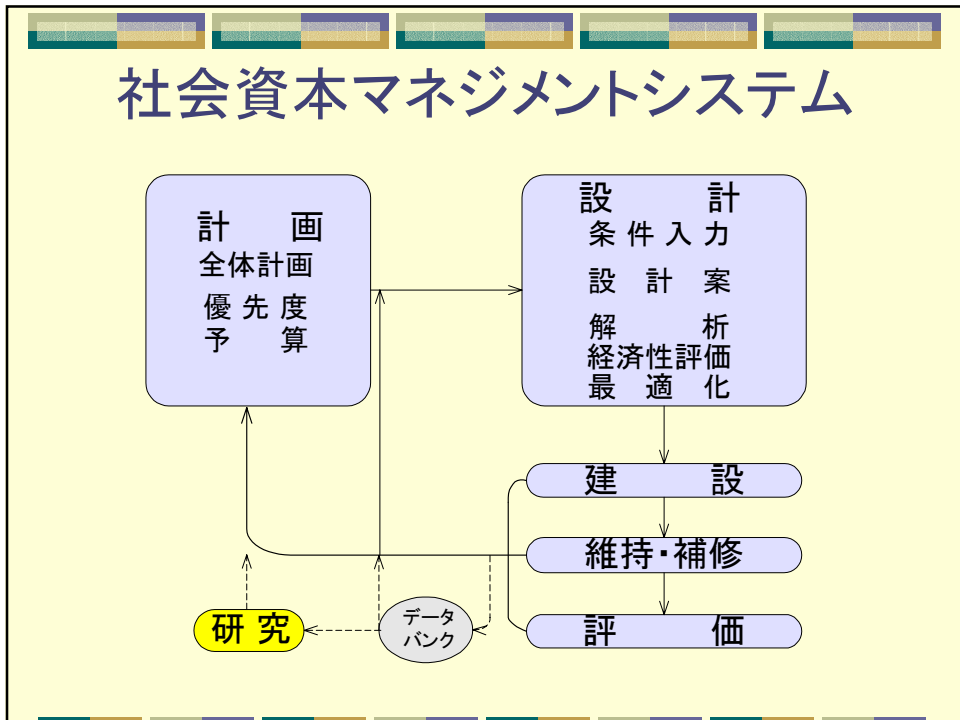 社会資本マネジメントシステム
計 画
全体計画
優先度
予 算
設 計
条件入力
設計案
解 析
経済性評価
最適化
建 設
維持・補修
評 価
データ
バンク
研究